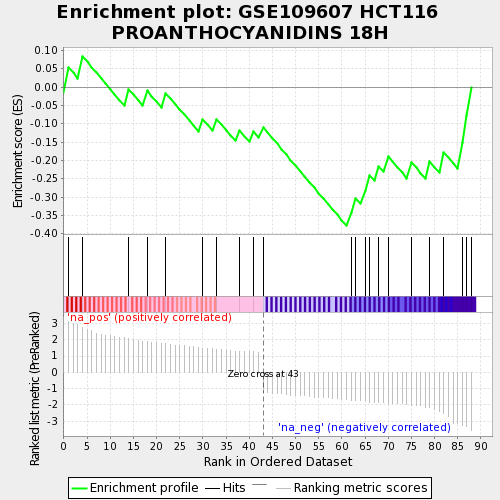 Enrichment plot: GSE109607 HCT116
PROANTHOCYANIDINS 18H
Enrichment score (ES)
0.10
0.05
0.00
-0.05
-0.10
-0.15
-0.20
-0.25
-0.30
-0.35
-0.40
'na_pos' (positively correlated)
Ranked list metric (PreRanked)
3
2
1
0
-1
-2
-3
Zero cross at 43
'na_neg' (negatively correlated)
0 5 10 15 20 25 30 35 40 45 50 55 60 65 70 75 80 85 90
Rank in Ordered Dataset
Enrichment profile Hits Ranking metric scores